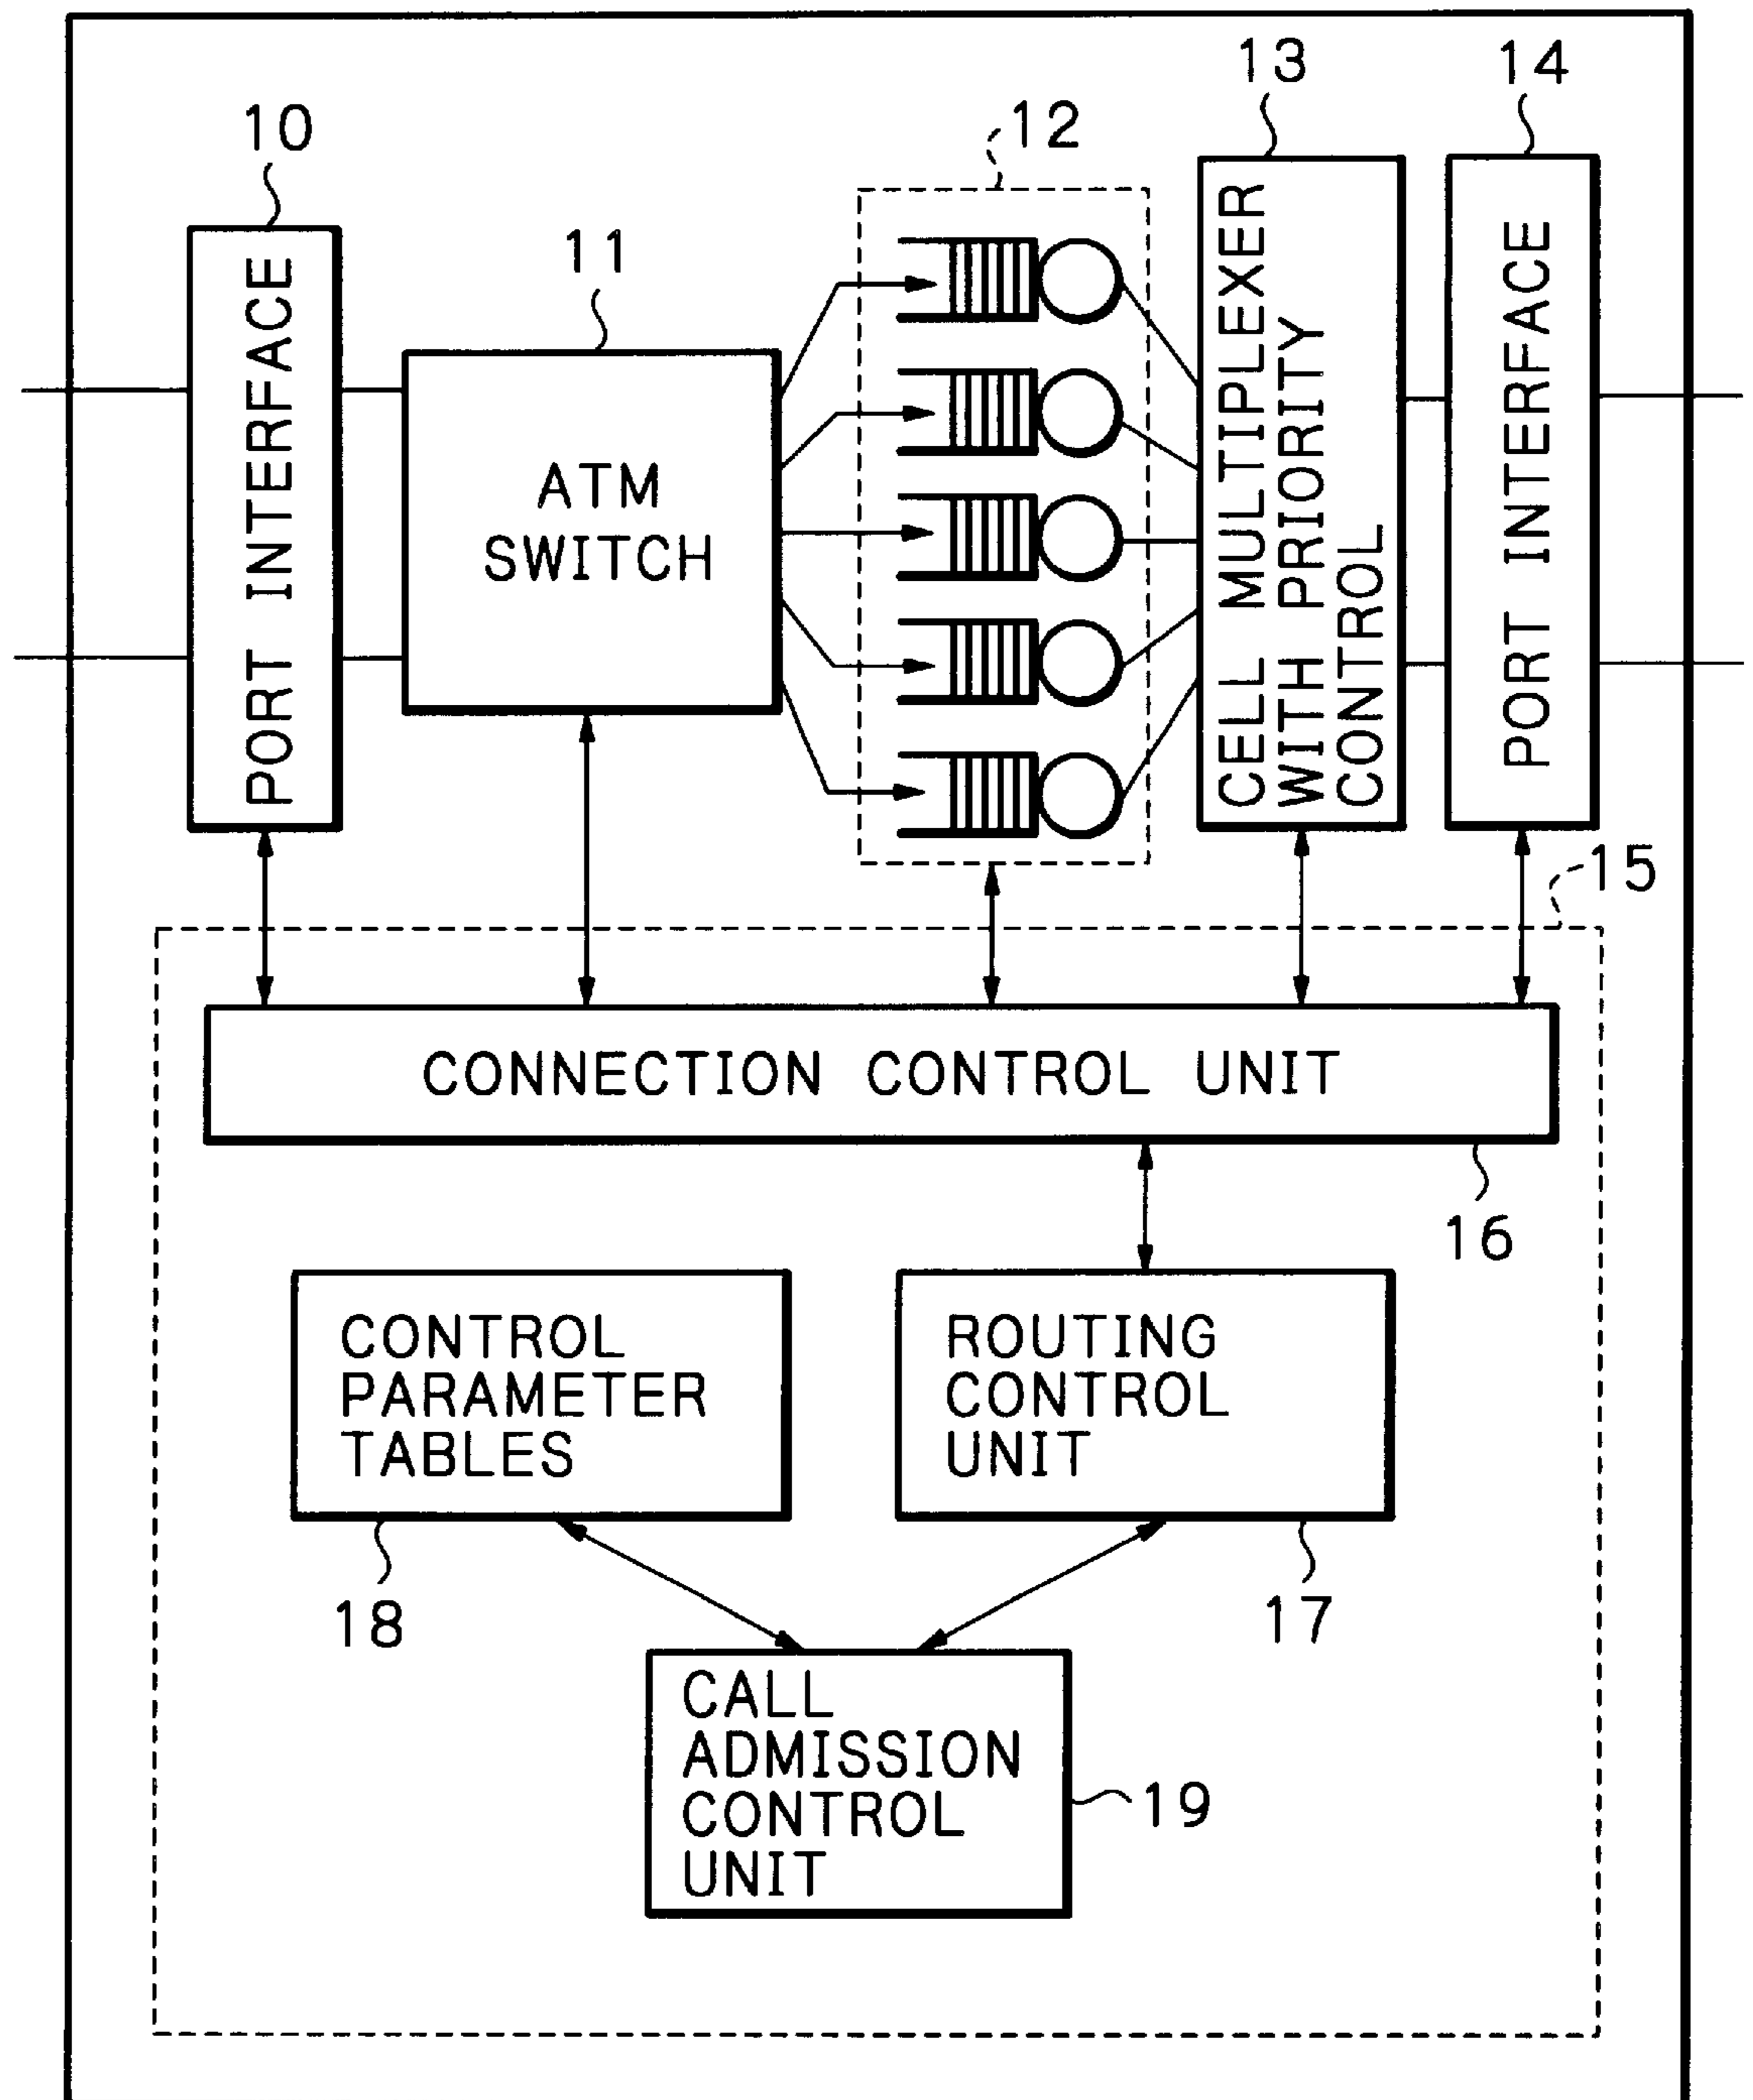 13
14
12
10
11
PORT INTERFACE
ATM
SWITCH
CELL MULTIPLEXER
WITH PRIORITY
CONTROL
PORT INTERFACE
15
CONNECTION CONTROL UNIT
16
CONTROL
PARAMETER
TABLES
ROUTING
CONTROL
UNIT
18
17
CALL
ADMISSION
CONTROL
UNIT
19